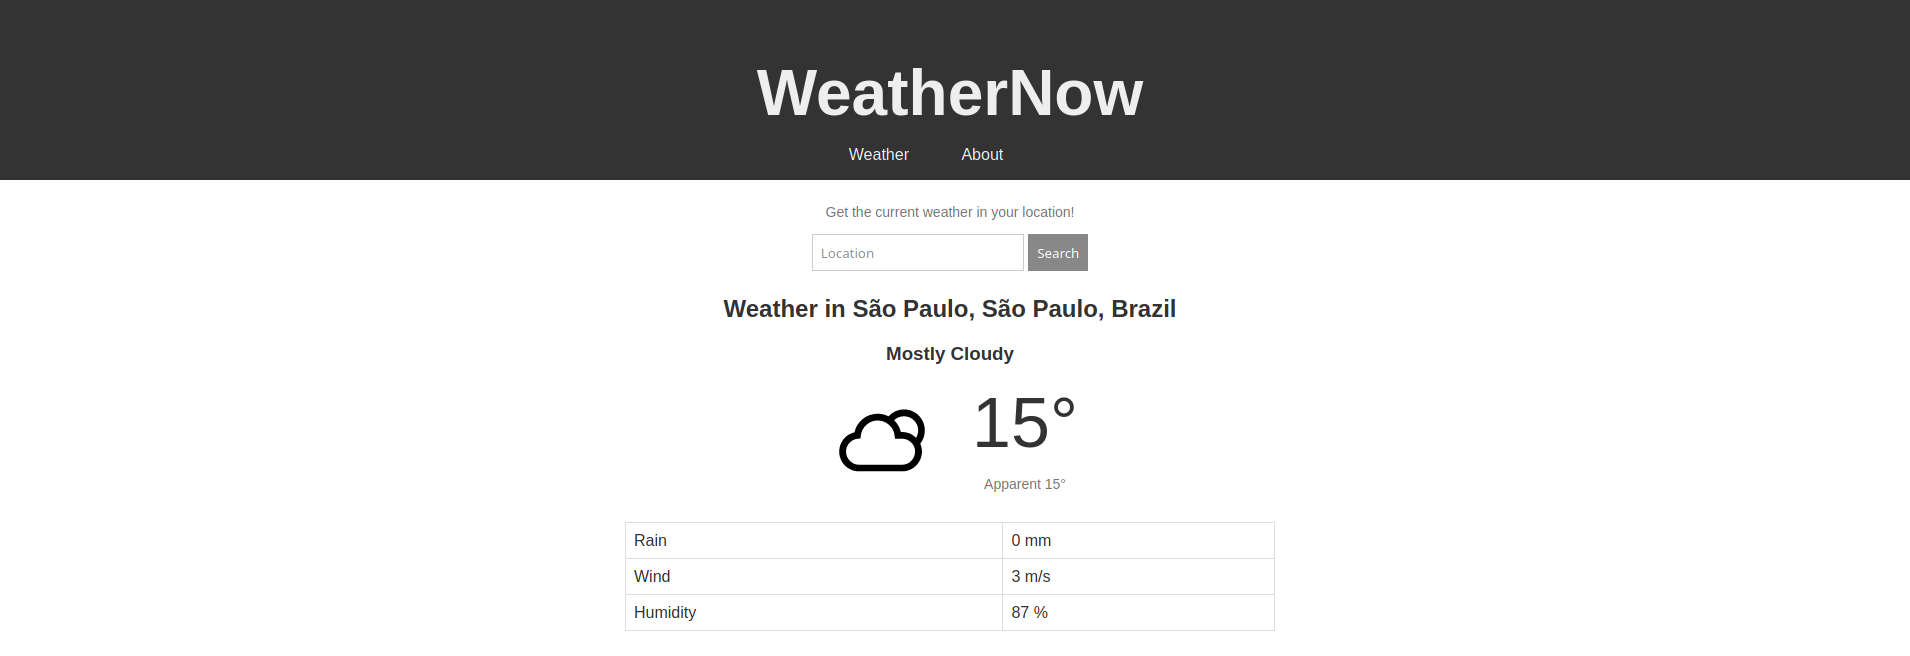 WeatherNow
Weather About
Get the current weather in your location!
Location Search
Weather in São Paulo, São Paulo, Brazil
Mostly Cloudy
15°
Apparent 15°
Rain 0 mm
Wind 3 m/s
Humidity 87 %